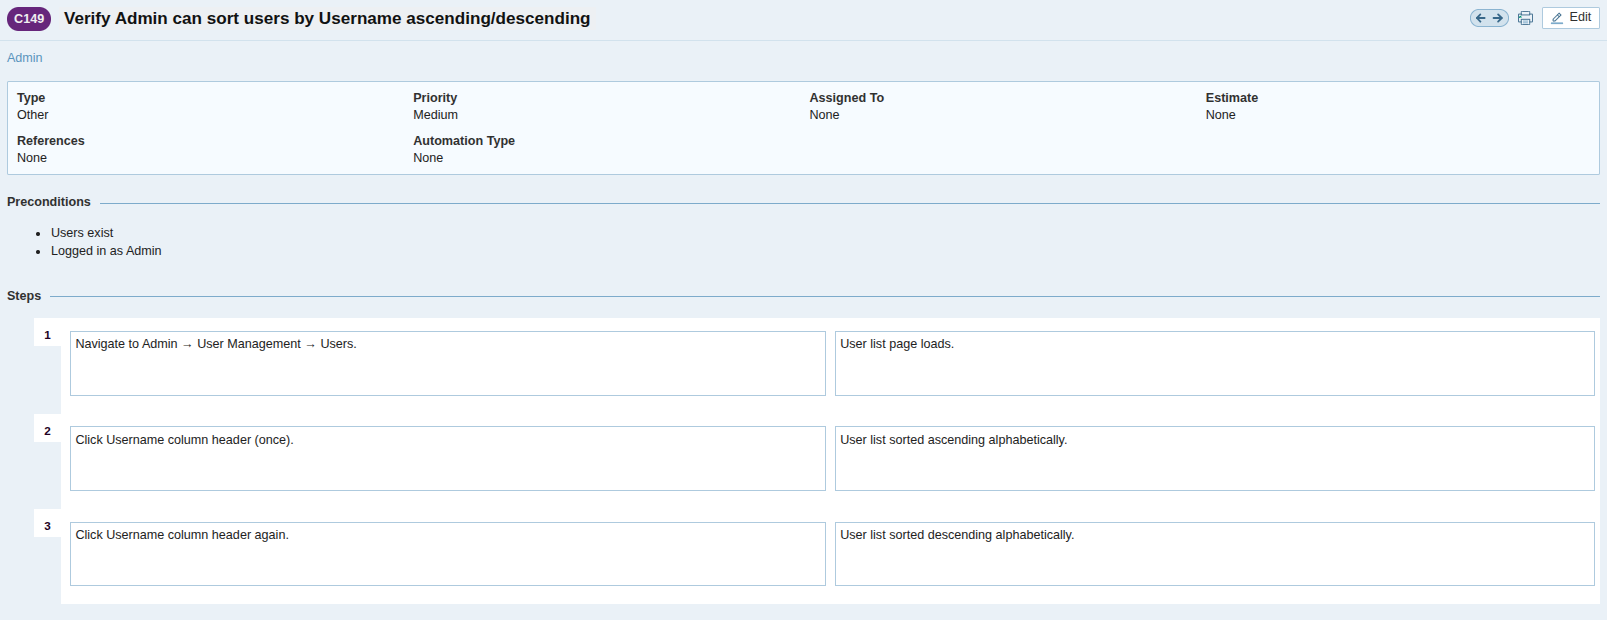 C149 Verify Admin can sort users by Username ascending/descending Edit
Admin
Type Priority Assigned To Estimate
Other Medium None None
References Automation Type
None None
Preconditions
Users exist
Logged in as Admin
Steps
1 Navigate to Admin → User Management → Users. User list page loads.
2 Click Username column header (once). User list sorted ascending alphabetically.
3 Click Username column header again. User list sorted descending alphabetically.